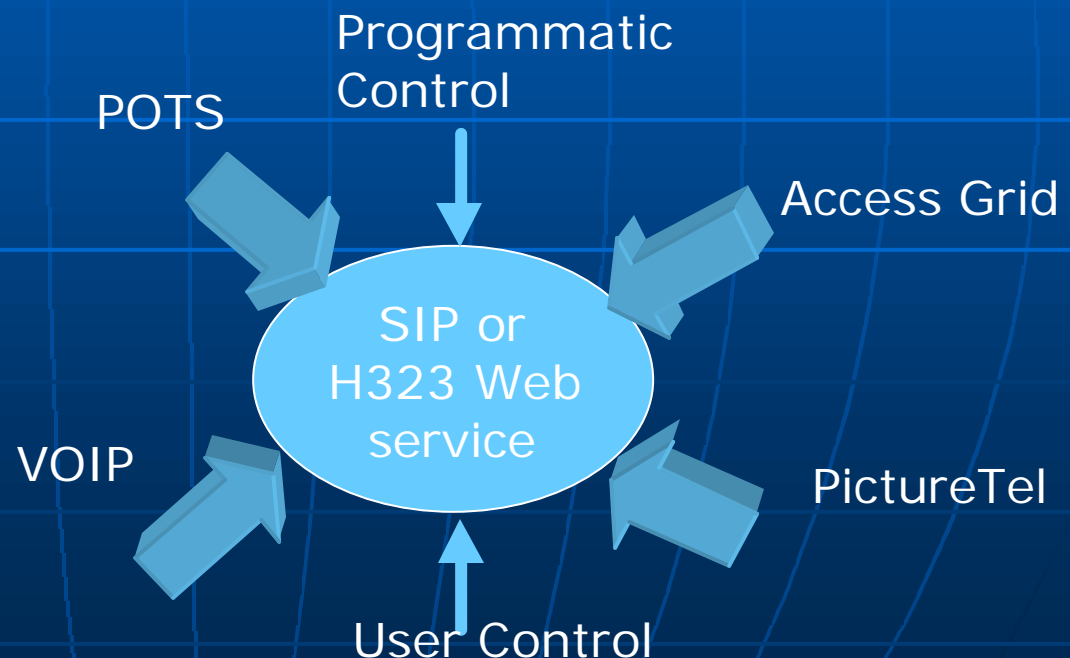 Programmatic
Control
POTS
Access Grid
SIP or
H323 Web
service
VOIP
PictureTel
User Control